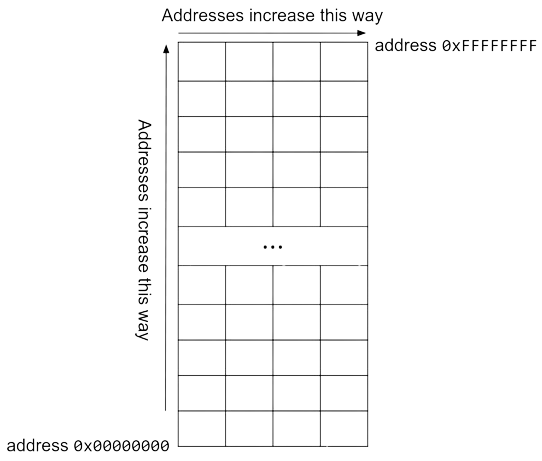 Addresses increase this way
address 0xFFFFFFFF
Addresses increase this way
...
address 0x00000000